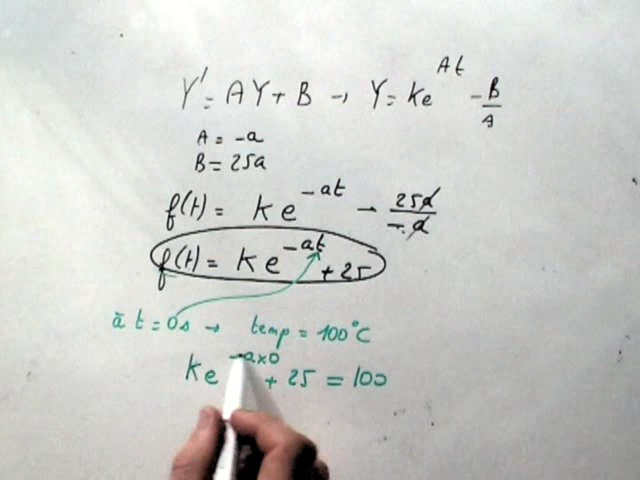 Y' = AY + B → Y = Ke^{At} - B/A
A = -a
B = 25a
f(t) = Ke^{-at} - 25a/-a
f(t) = Ke^{-at} + 25
à t = 0s → temp = 100°C
Ke^{-a×0} + 25 = 100